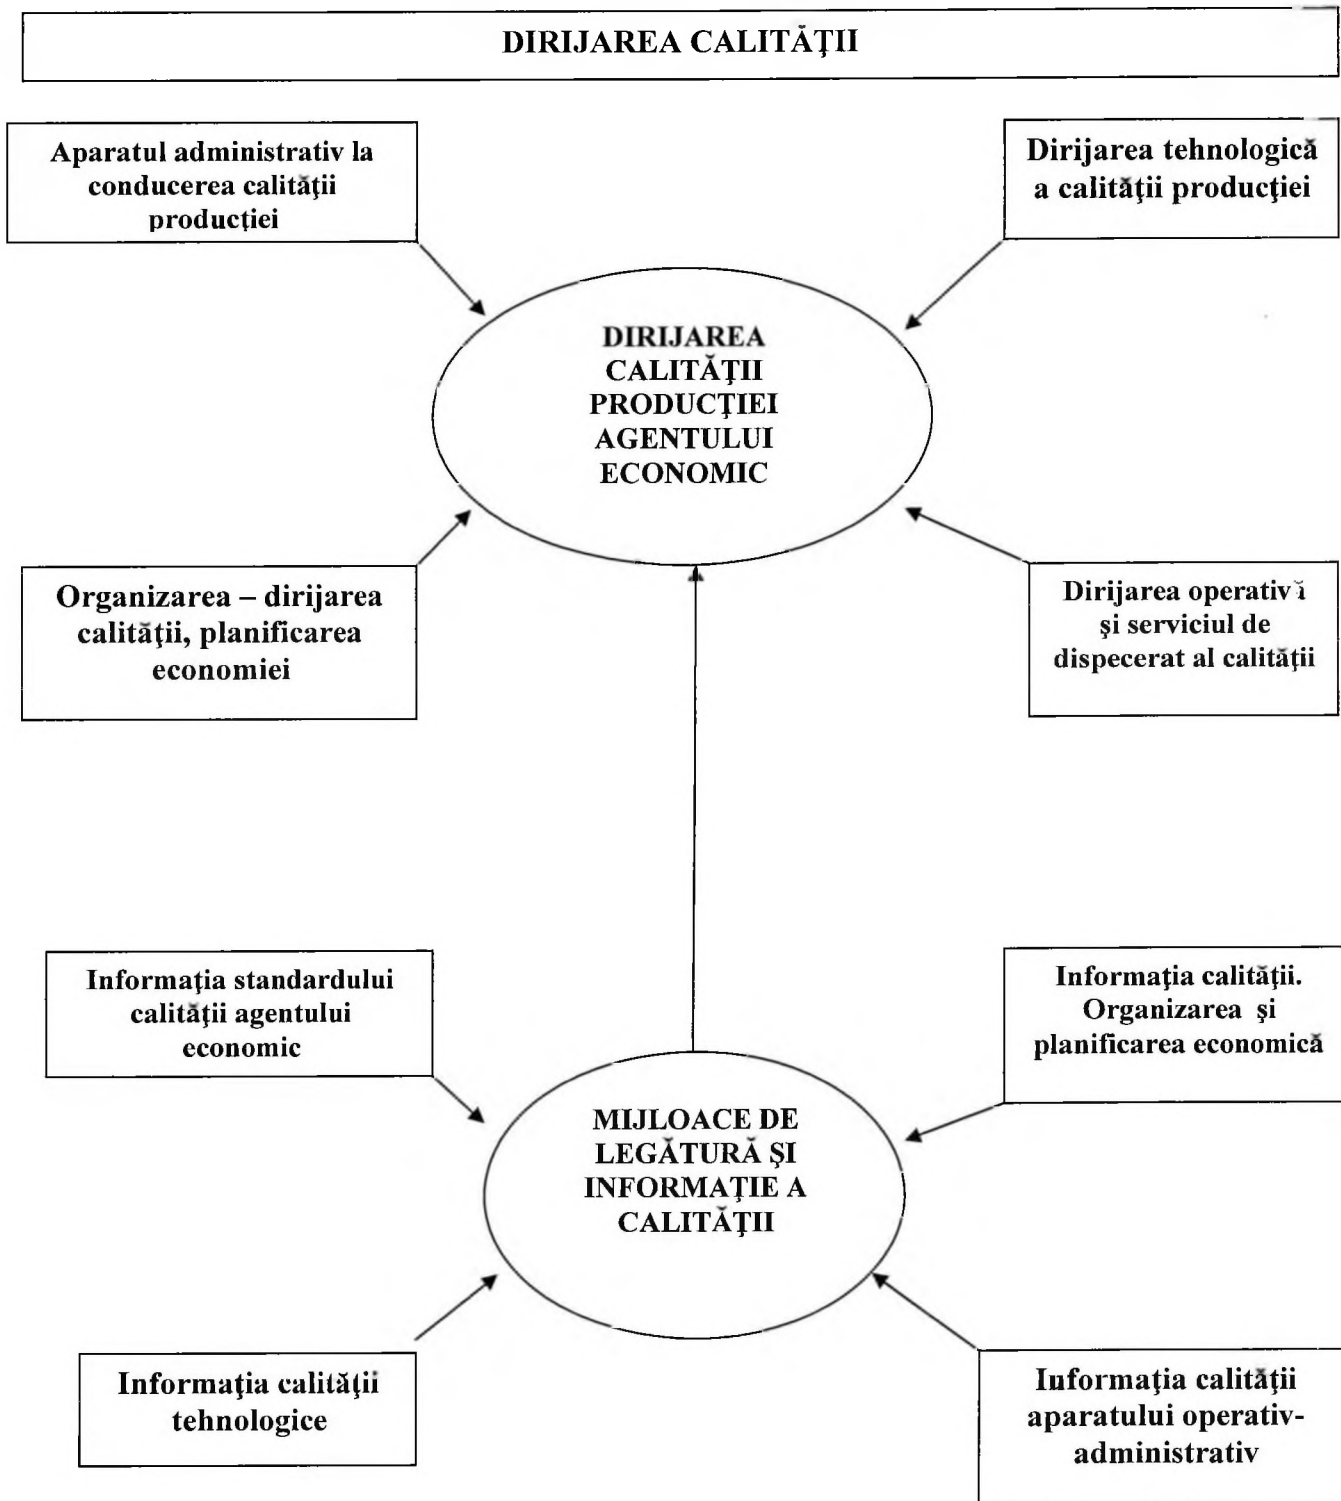 DIRIJAREA CALITĂŢII
Aparatul administrativ la
conducerea calităţii
producţiei
Dirijarea tehnologică
a calităţii producţiei
DIRIJAREA
CALITĂŢII
PRODUCŢIEI
AGENTULUI
ECONOMIC
Organizarea – dirijarea
calităţii, planificarea
economiei
Dirijarea operativă
şi serviciul de
dispecerat al calităţii
Informaţia standardului
calităţii agentului
economic
Informaţia calităţii.
Organizarea şi
planificarea economică
MIJLOACE DE
LEGĂTURĂ ŞI
INFORMAŢIE A
CALITĂŢII
Informaţia calităţii
tehnologice
Informaţia calităţii
aparatului operativ-
administrativ